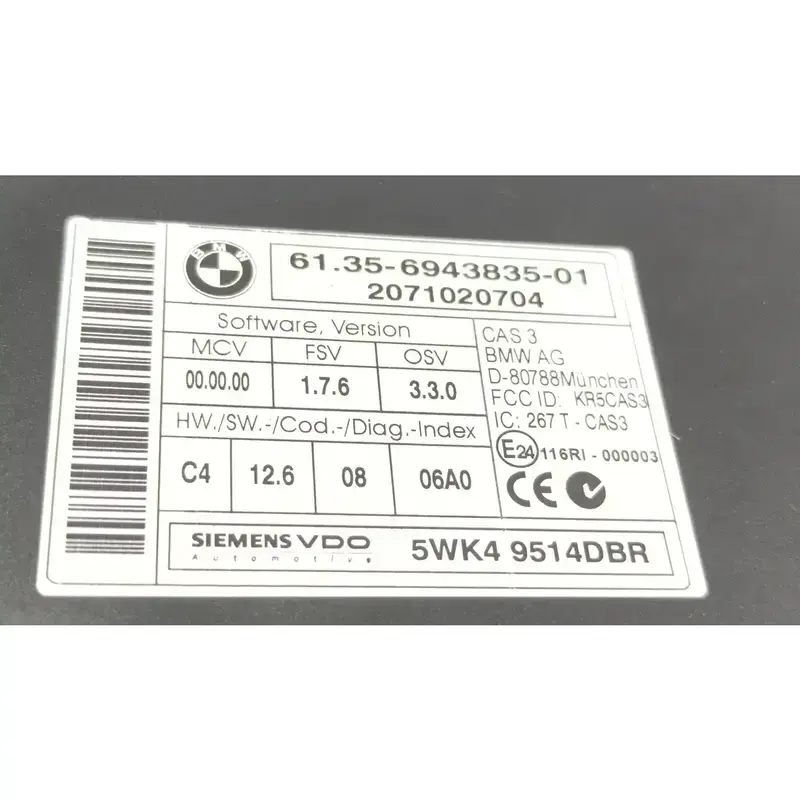 BMW
61.35-6943835-01
2071020704
Software, Version
MCV FSV OSV
00.00.00 1.7.6 3.3.0
HW./SW.-/Cod.-/Diag.-Index
C4 12.6 08 06A0
CAS 3
BMW AG
D-80788München
FCC ID: KR5CAS3
IC: 267 T - CAS3
E24 116RI - 000003
CE
SIEMENS VDO
Automotive
5WK4 9514DBR